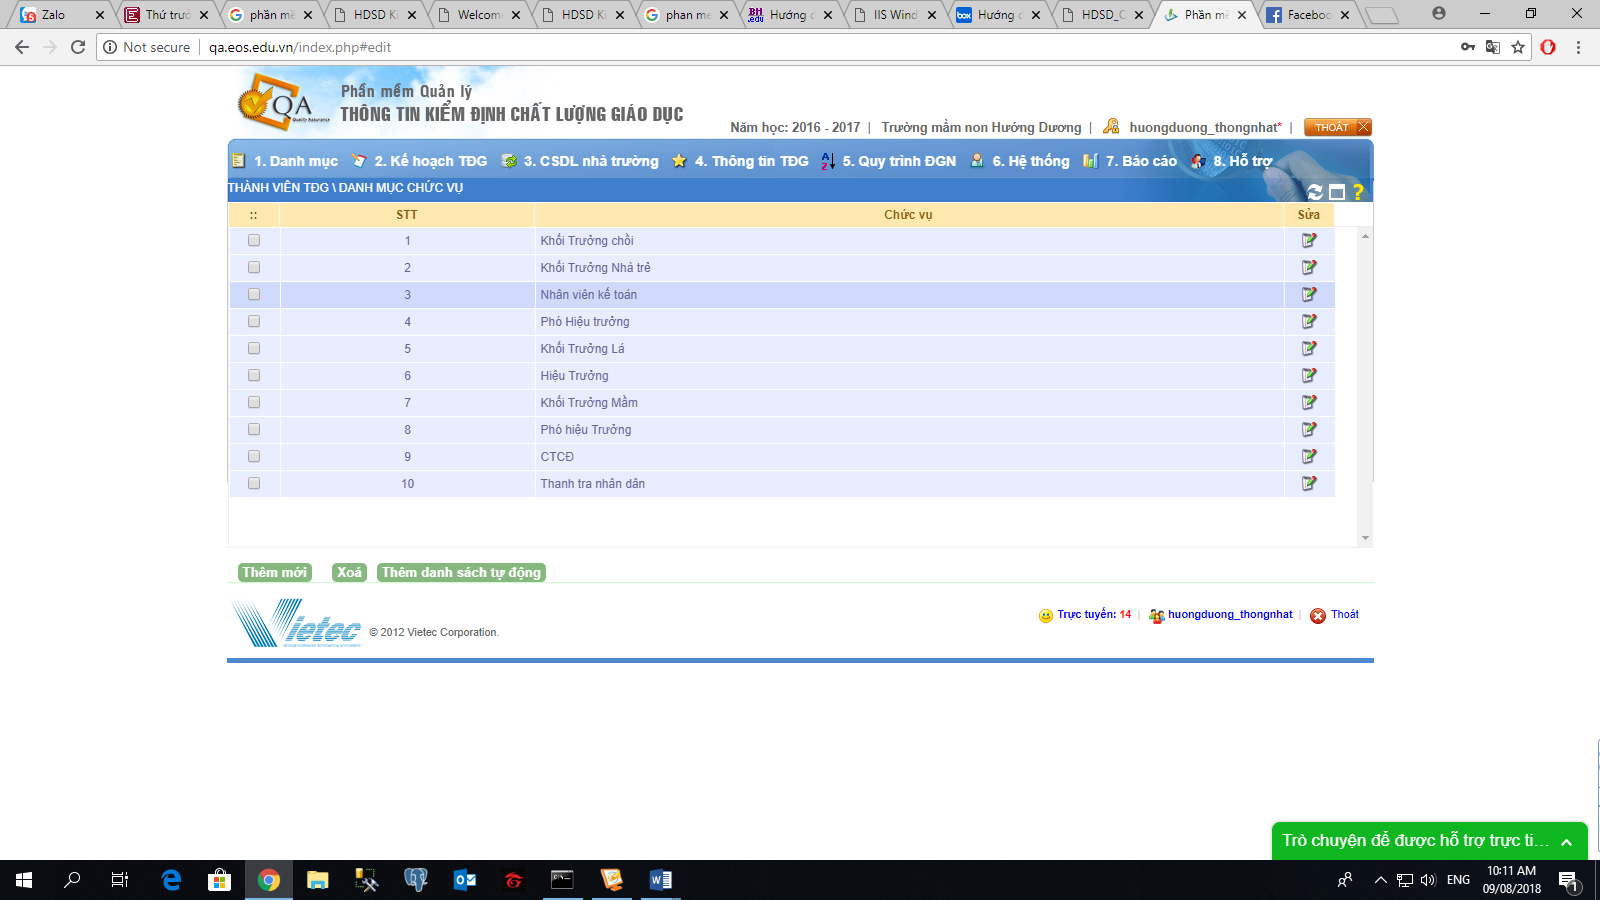 Zalo
Thứ trưở
phần mề
HDSD Ki
Welcome
HDSD Ki
phan me
BH .edu Hướng d
IIS Wind
box Hướng d
HDSD_C
Phần mề
Faceboo
Not secure | qa.eos.edu.vn/index.php#edit
QA
Quality Assurance
Phần mềm Quản lý
THÔNG TIN KIỂM ĐỊNH CHẤT LƯỢNG GIÁO DỤC
Năm học: 2016 - 2017 | Trường mầm non Hướng Dương | huongduong_thongnhat* | THOÁT
1. Danh mục 2. Kế hoạch TĐG 3. CSDL nhà trường 4. Thông tin TĐG 5. Quy trình ĐGN 6. Hệ thống 7. Báo cáo 8. Hỗ trợ
THÀNH VIÊN TĐG \ DANH MỤC CHỨC VỤ
:: STT Chức vụ Sửa
1 Khối Trưởng chồi
2 Khối Trưởng Nhà trẻ
3 Nhân viên kế toán
4 Phó Hiệu trưởng
5 Khối Trưởng Lá
6 Hiệu Trưởng
7 Khối Trưởng Mầm
8 Phó hiệu Trưởng
9 CTCĐ
10 Thanh tra nhân dân
Thêm mới Xoá Thêm danh sách tự động
Vietec © 2012 Vietec Corporation.
Trực tuyến: 14 | huongduong_thongnhat | Thoát
Trò chuyện để được hỗ trợ trực ti...
ENG
10:11 AM
09/08/2018
1